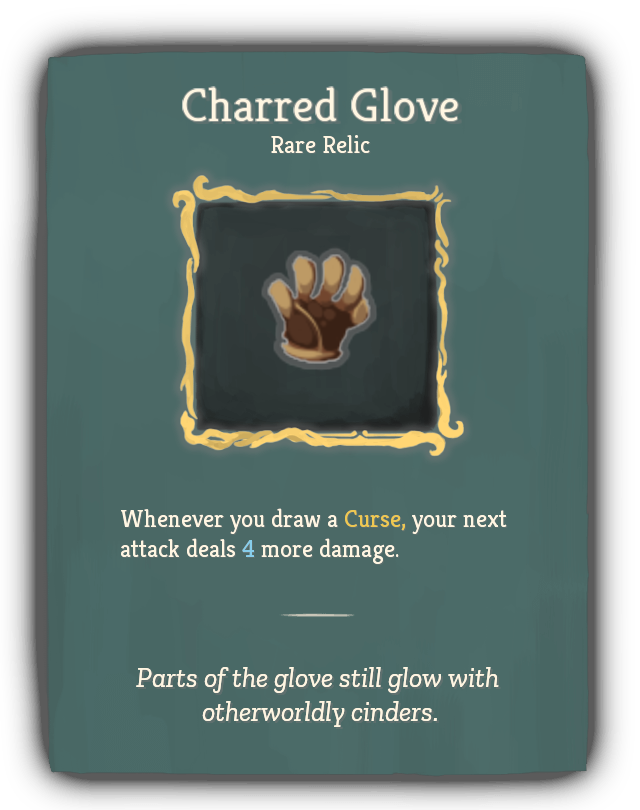 Charred Glove
Rare Relic
Whenever you draw a Curse, your next
attack deals 4 more damage.
Parts of the glove still glow with
otherworldly cinders.